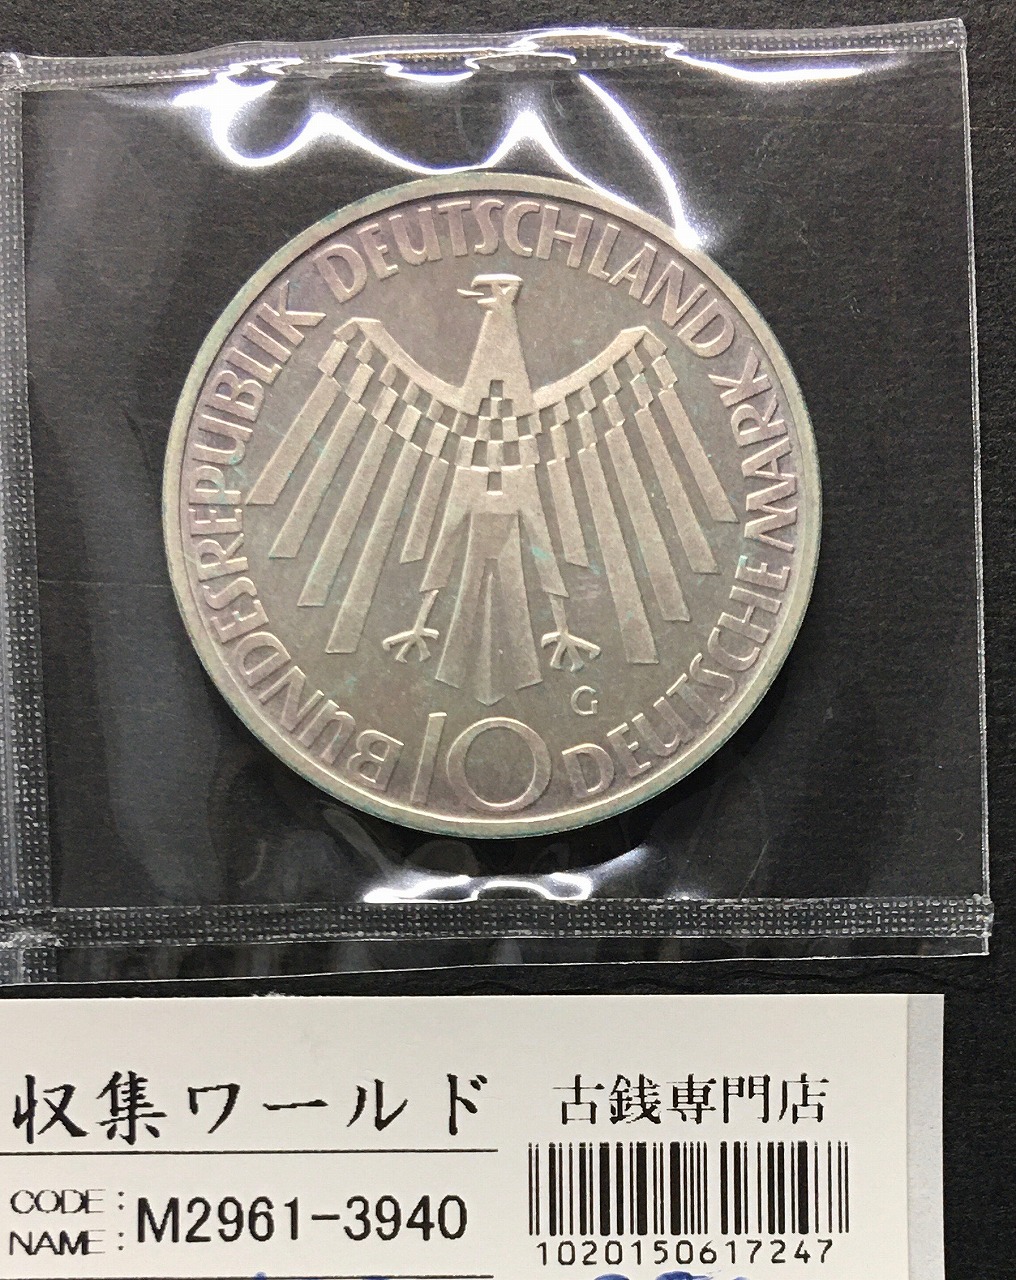 BUNDESREPUBLIK DEUTSCHLAND
10 DEUTSCHE MARK
G
収集ワールド
古銭専門店
CODE:
NAME: M2961-3940
1020150617247